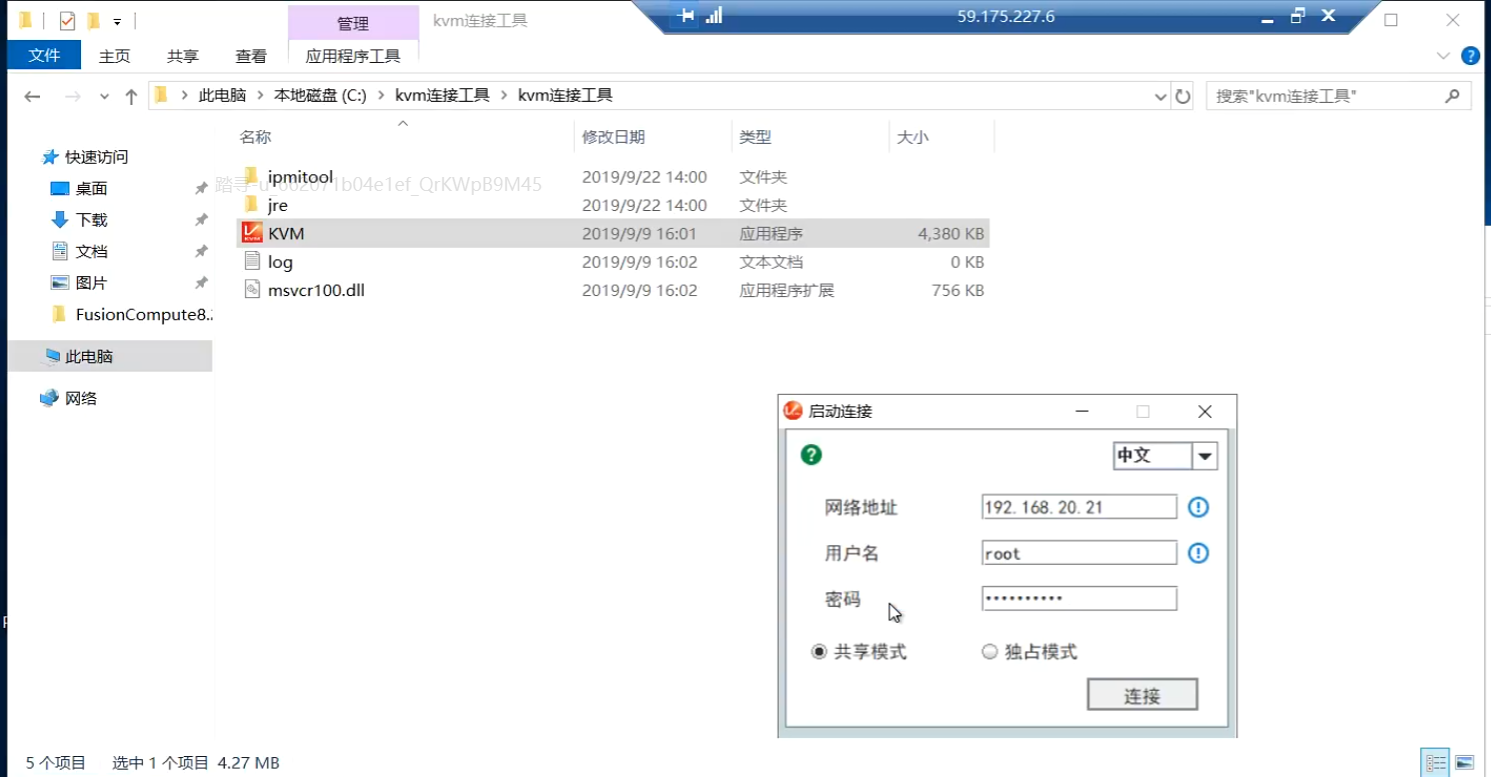 管理 kvm连接工具 59.175.227.6
文件 主页 共享 查看 应用程序工具
此电脑 本地磁盘 (C:) kvm连接工具 kvm连接工具 搜索"kvm连接工具"
名称 修改日期 类型 大小
快速访问
桌面
下载
文档
图片
FusionCompute8.
此电脑
网络
ipmitool 2019/9/22 14:00 文件夹
踏寻-u_662071b04e1ef_QrKWpB9M45
jre 2019/9/22 14:00 文件夹
KVM 2019/9/9 16:01 应用程序 4,380 KB
log 2019/9/9 16:02 文本文档 0 KB
msvcr100.dll 2019/9/9 16:02 应用程序扩展 756 KB
启动连接
中文
网络地址 192.168.20.21
用户名 root
密码 ••••••••••
共享模式 独占模式
连接
5 个项目 选中 1 个项目 4.27 MB